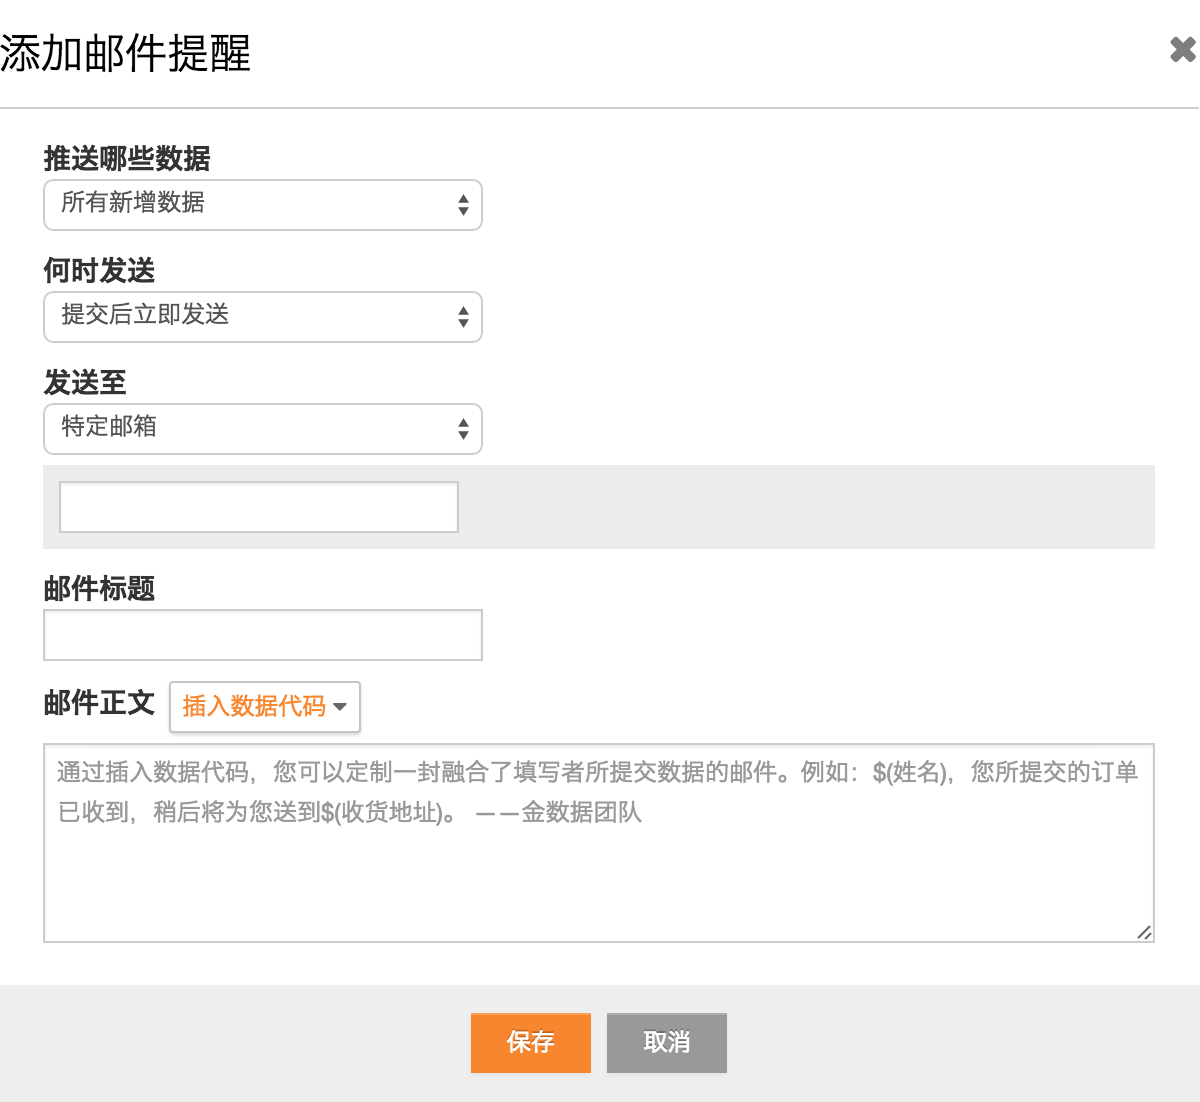 添加邮件提醒
推送哪些数据
所有新增数据
何时发送
提交后立即发送
发送至
特定邮箱
邮件标题
邮件正文 插入数据代码
通过插入数据代码，您可以定制一封融合了填写者所提交数据的邮件。例如：$(姓名)，您所提交的订单
已收到，稍后将为您送到$(收货地址)。 ——金数据团队
保存 取消